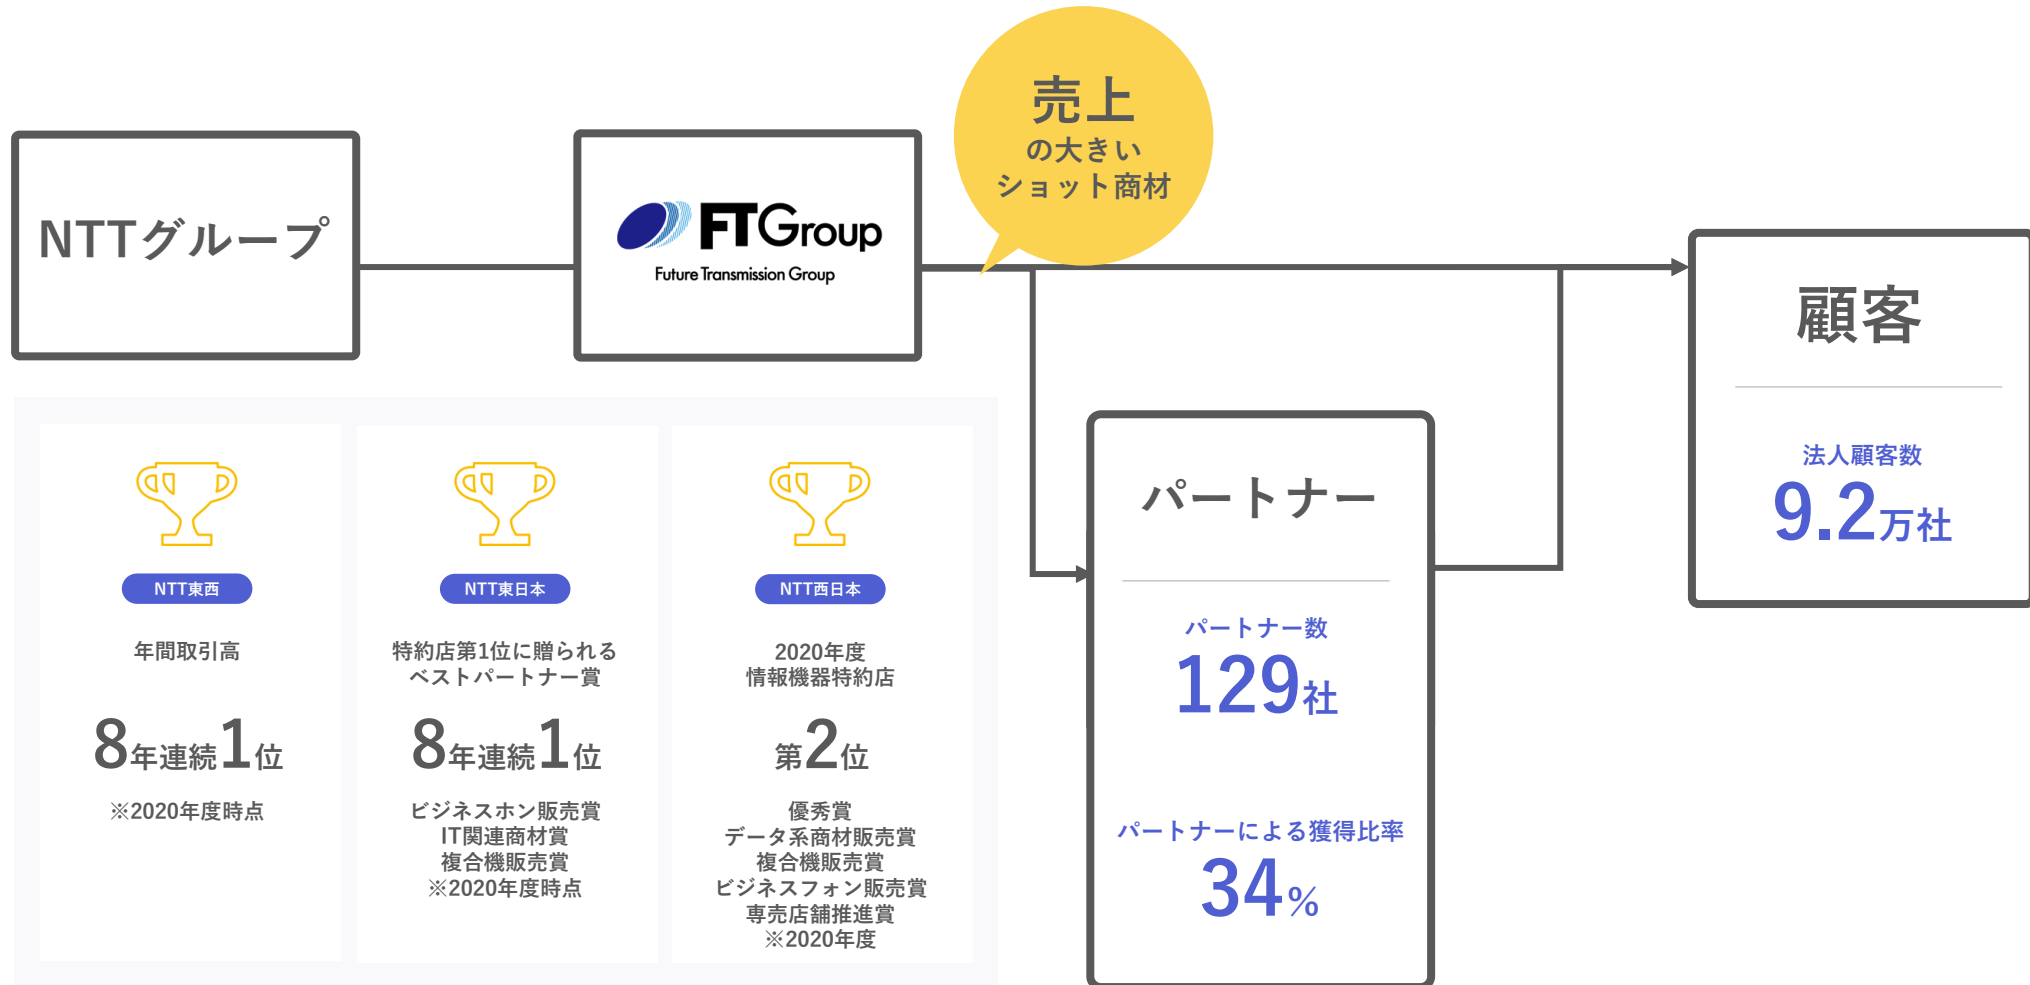 売上
の大きい
ショット商材
NTTグループ
FTGroup
Future Transmission Group
顧客
法人顧客数
9.2万社
パートナー
パートナー数
129社
パートナーによる獲得比率
34%
NTT東西
年間取引高
8年連続1位
※2020年度時点
NTT東日本
特約店第1位に贈られる
ベストパートナー賞
8年連続1位
ビジネスホン販売賞
IT関連商材賞
複合機販売賞
※2020年度時点
NTT西日本
2020年度
情報機器特約店
第2位
優秀賞
データ系商材販売賞
複合機販売賞
ビジネスフォン販売賞
専売店舗推進賞
※2020年度